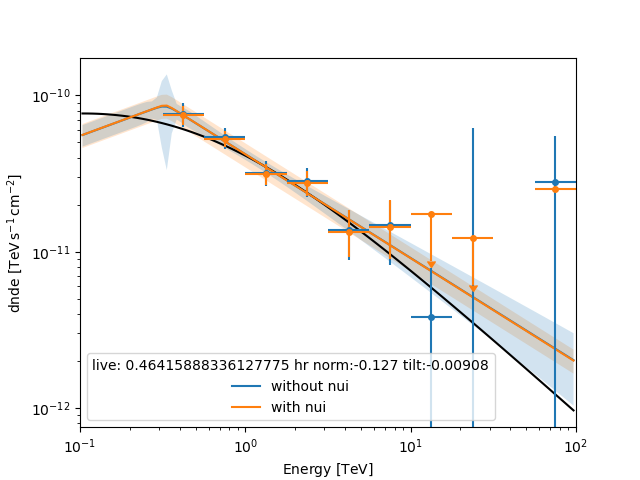 10⁻¹⁰
10⁻¹¹
10⁻¹²
dnde [TeV s⁻¹ cm⁻²]
live: 0.46415888336127775 hr norm:-0.127 tilt:-0.00908
without nui
with nui
10⁻¹ 10⁰ 10¹ 10²
Energy [TeV]